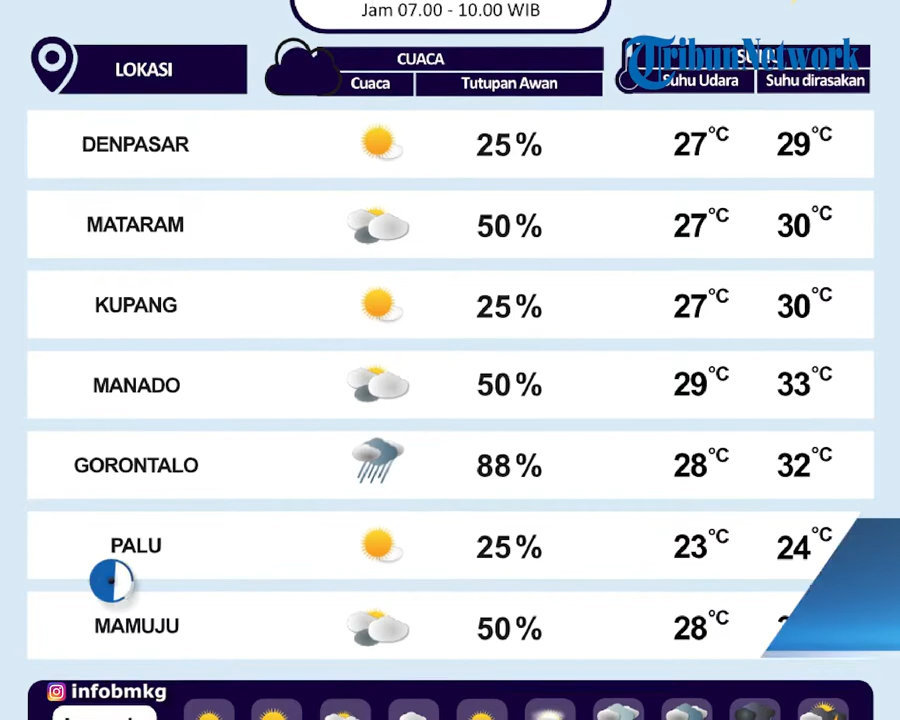 Jam 07.00 - 10.00 WIB
LOKASI
CUACA
Cuaca
Tutupan Awan
TribunNetwork
Suhu Udara
Suhu dirasakan
DENPASAR 25% 27°C 29°C
MATARAM 50% 27°C 30°C
KUPANG 25% 27°C 30°C
MANADO 50% 29°C 33°C
GORONTALO 88% 28°C 32°C
PALU 25% 23°C 24°C
MAMUJU 50% 28°C
infobmkg